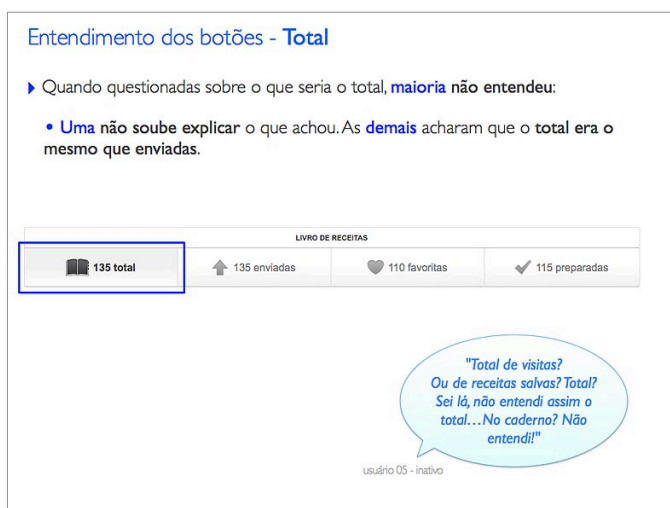 Entendimento dos botões - Total
Quando questionadas sobre o que seria o total, maioria não entendeu:
• Uma não soube explicar o que achou. As demais acharam que o total era o
mesmo que enviadas.
LIVRO DE RECEITAS
135 total
135 enviadas
110 favoritas
115 preparadas
"Total de visitas?
Ou de receitas salvas? Total?
Sei lá, não entendi assim o
total...No caderno? Não
entendi!"
usuário 05 - inativo